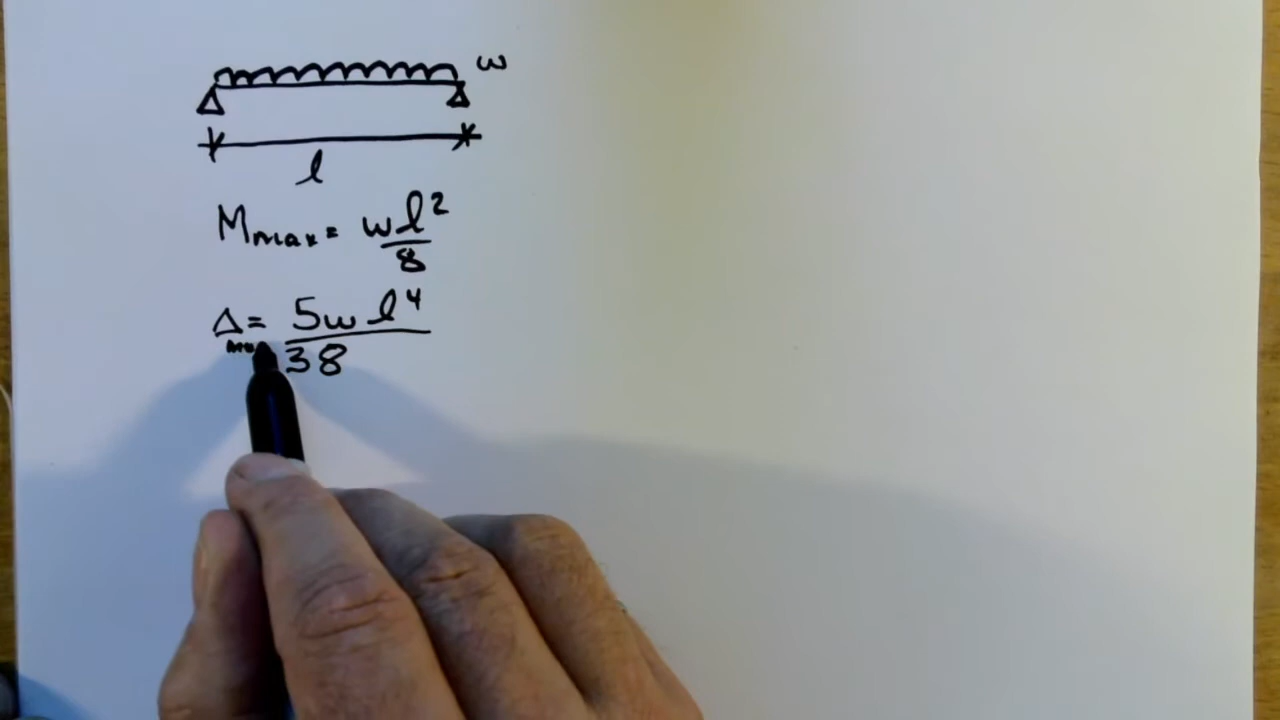 w
l
Mmax = wl²/8
Δ = 5wl⁴/38